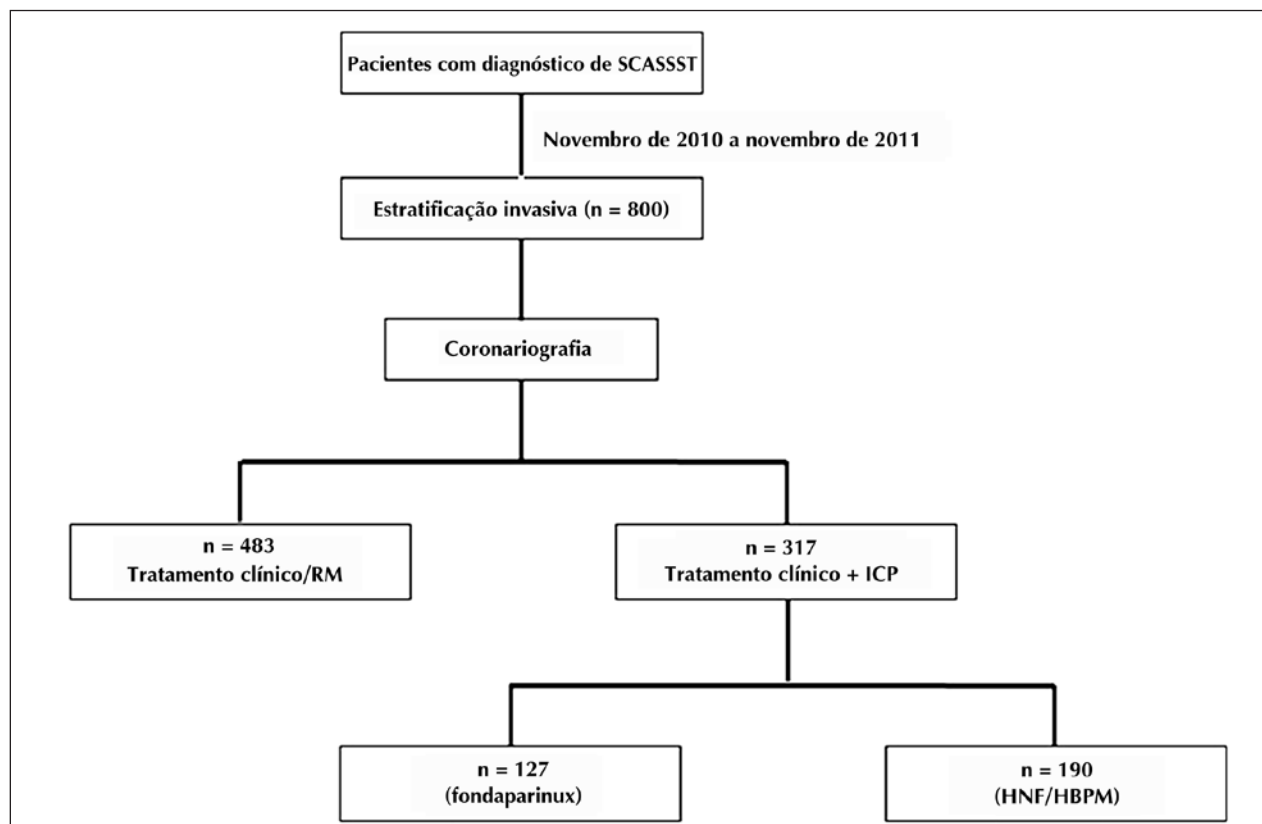 Pacientes com diagnóstico de SCASSST
Novembro de 2010 a novembro de 2011
Estratificação invasiva (n = 800)
Coronariografia
n = 483
Tratamento clínico/RM
n = 317
Tratamento clínico + ICP
n = 127
(fondaparinux)
n = 190
(HNF/HBPM)